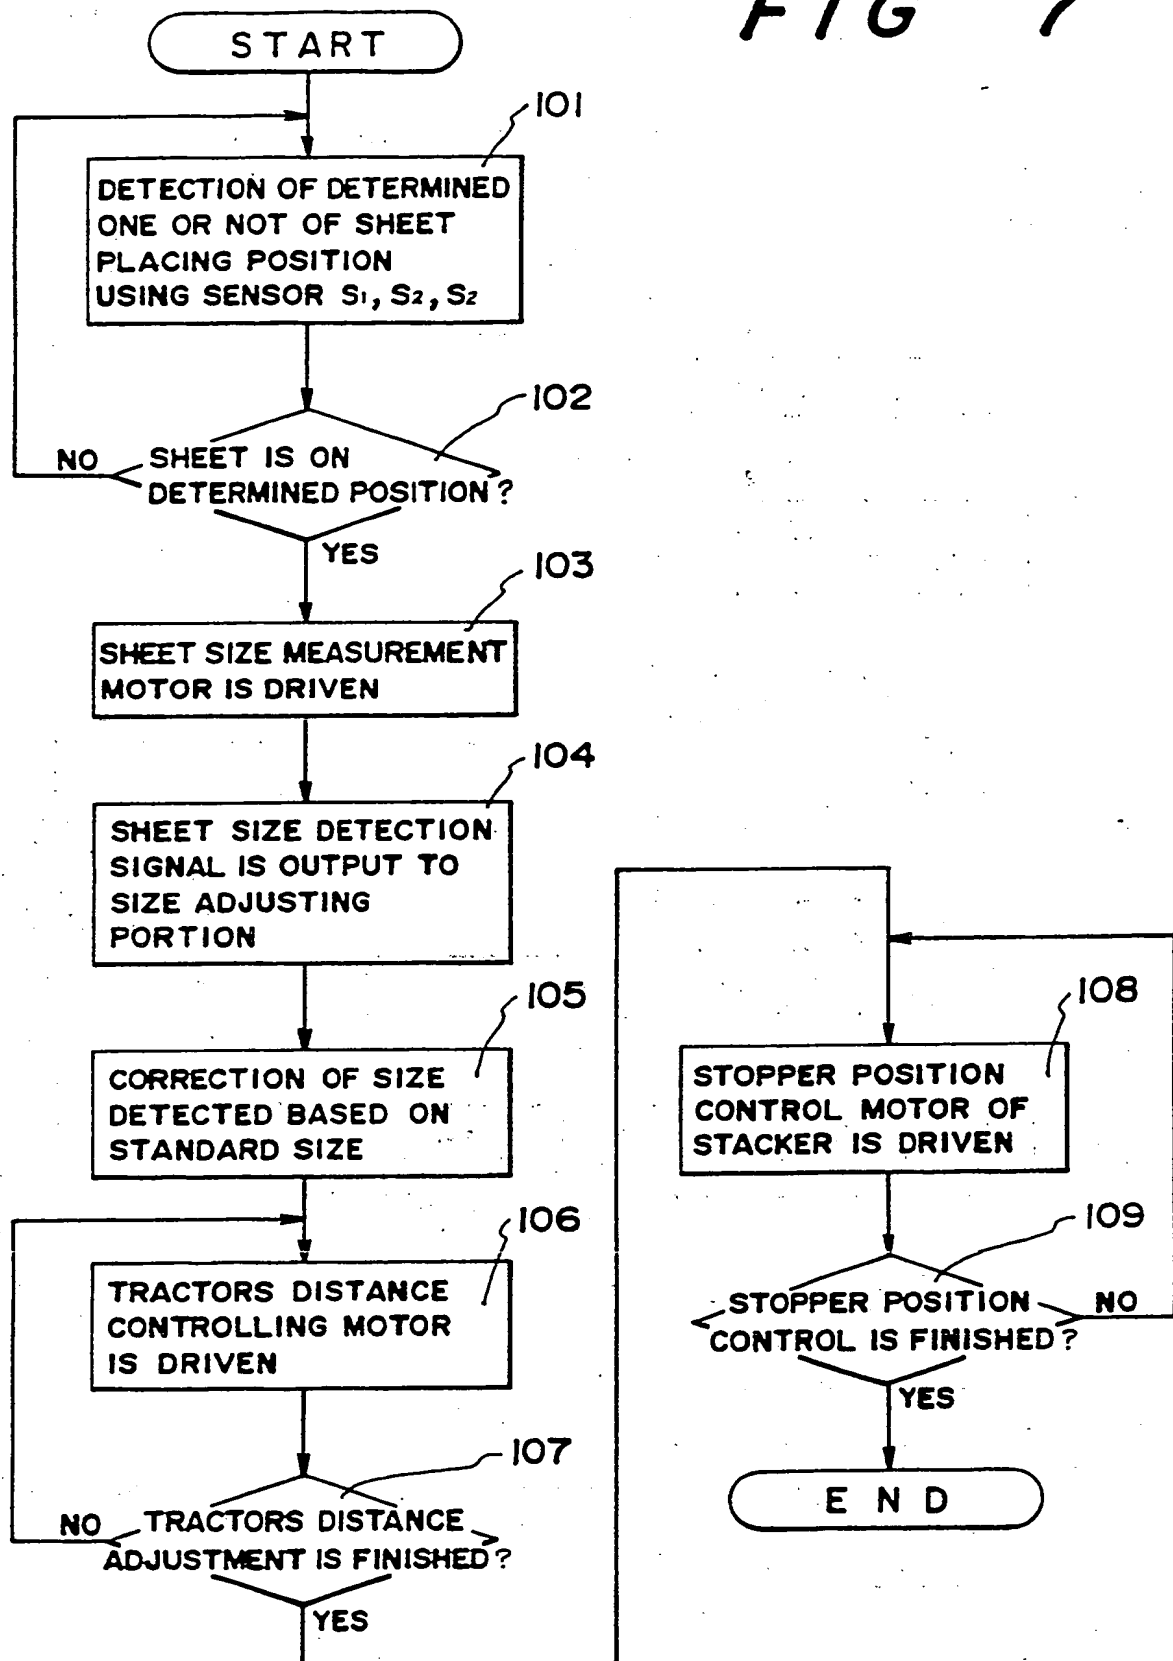 FIG 7
START
101
DETECTION OF DETERMINED
ONE OR NOT OF SHEET
PLACING POSITION
USING SENSOR S1, S2, S2
102
NO
SHEET IS ON
DETERMINED POSITION?
YES
103
SHEET SIZE MEASUREMENT
MOTOR IS DRIVEN
104
SHEET SIZE DETECTION
SIGNAL IS OUTPUT TO
SIZE ADJUSTING
PORTION
105
CORRECTION OF SIZE
DETECTED BASED ON
STANDARD SIZE
106
TRACTORS DISTANCE
CONTROLLING MOTOR
IS DRIVEN
107
NO
TRACTORS DISTANCE
ADJUSTMENT IS FINISHED?
YES
108
STOPPER POSITION
CONTROL MOTOR OF
STACKER IS DRIVEN
109
STOPPER POSITION
CONTROL IS FINISHED?
NO
YES
END